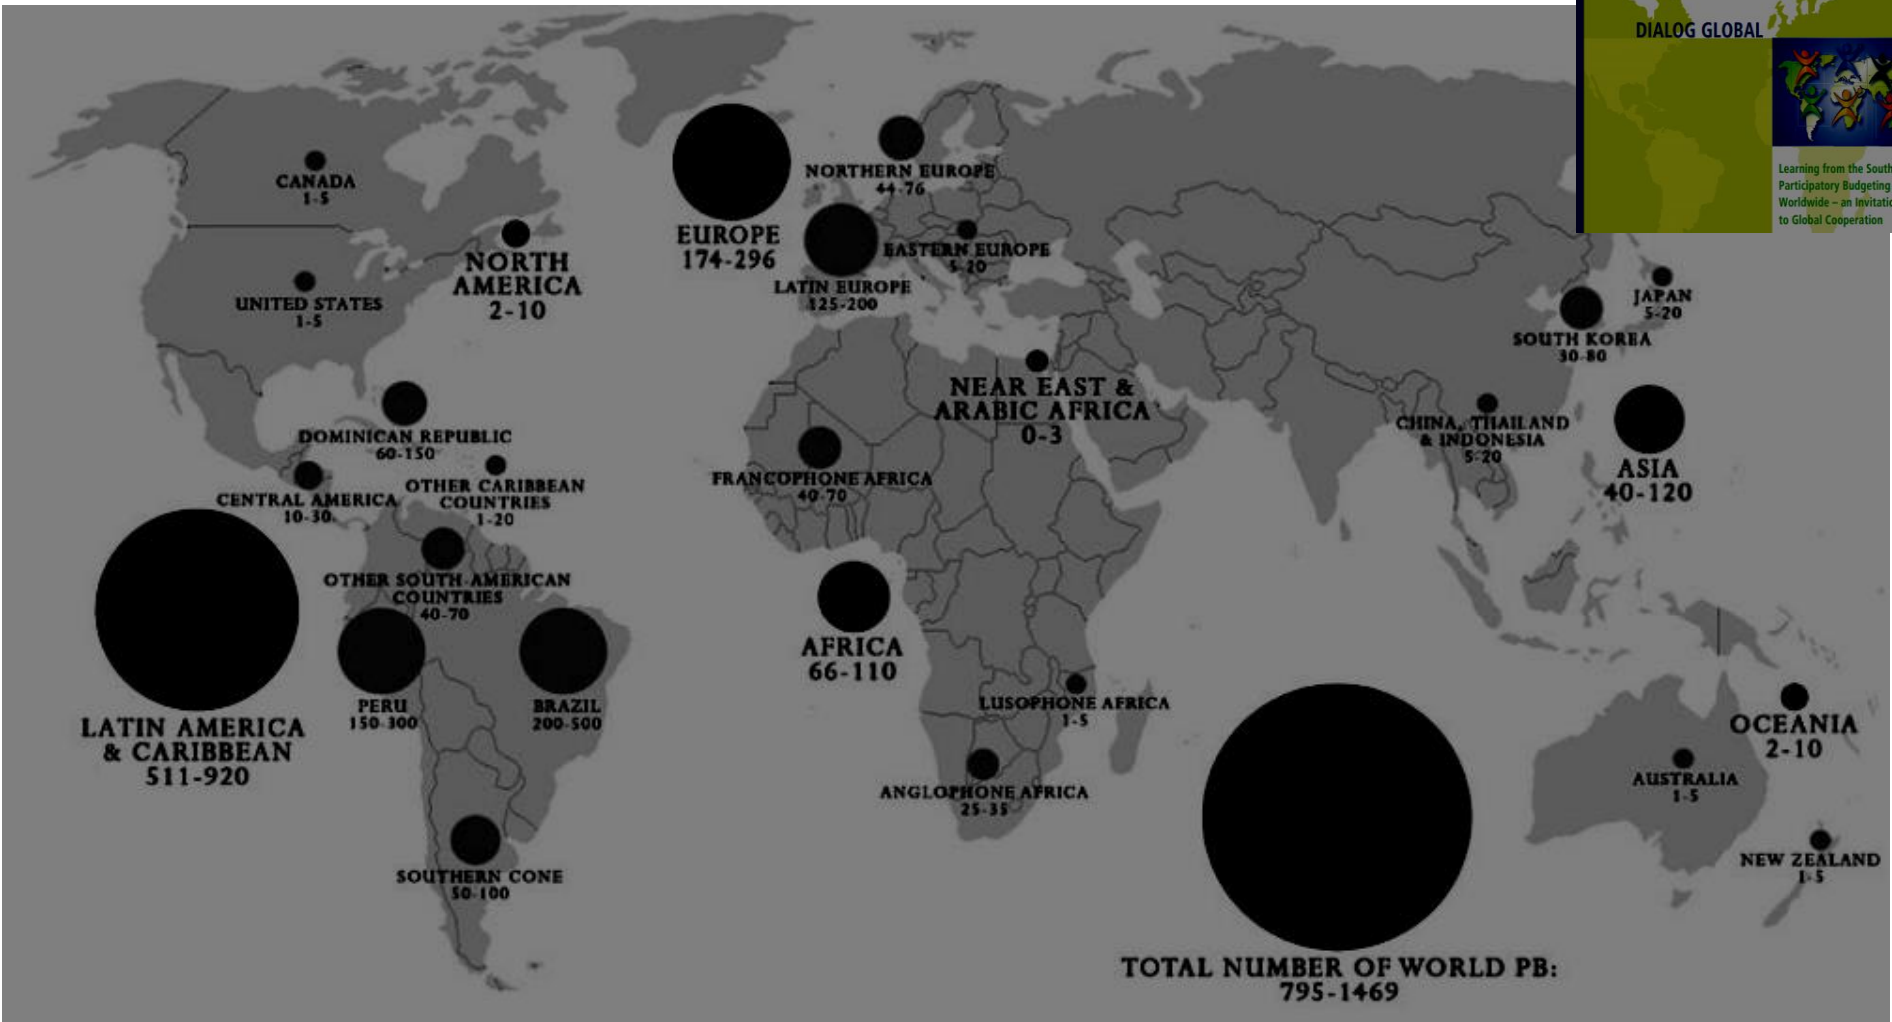 DIALOG GLOBAL
Learning from the South
Participatory Budgeting
Worldwide – an
to Global Cooperation
CANADA
1-5
NORTH
AMERICA
2-10
UNITED STATES
1-5
EUROPE
174-296
NORTHERN EUROPE
44-76
EASTERN EUROPE
5-20
LATIN EUROPE
125-200
JAPAN
5-20
SOUTH KOREA
30-80
NEAR EAST &
ARABIC AFRICA
0-3
CHINA, THAILAND
& INDONESIA
5-20
ASIA
40-120
DOMINICAN REPUBLIC
60-150
FRANCOPHONE AFRICA
40-70
CENTRAL AMERICA
10-30
OTHER CARIBBEAN
COUNTRIES
1-20
OTHER SOUTH-AMERICAN
COUNTRIES
40-70
LATIN AMERICA
& CARIBBEAN
511-920
PERU
150-300
BRAZIL
200-500
AFRICA
66-110
LUSOPHONE AFRICA
1-5
ANGLOPHONE AFRICA
25-35
OCEANIA
2-10
AUSTRALIA
1-5
NEW ZEALAND
1-5
SOUTHERN CONE
50-100
TOTAL NUMBER OF WORLD PB:
795-1469